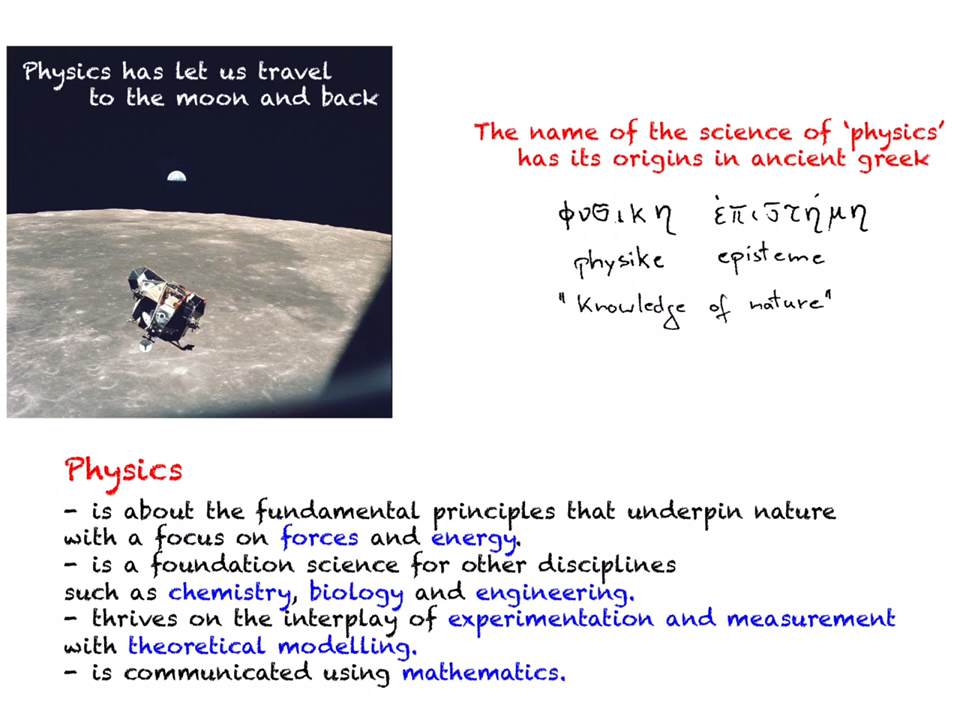 Physics has let us travel
to the moon and back
The name of the science of ‘physics’
has its origins in ancient greek
φυσικη ἐπιστήμη
physike episteme
"Knowledge of nature"
Physics
- is about the fundamental principles that underpin nature
with a focus on forces and energy.
- is a foundation science for other disciplines
such as chemistry, biology and engineering.
- thrives on the interplay of experimentation and measurement
with theoretical modelling.
- is communicated using mathematics.